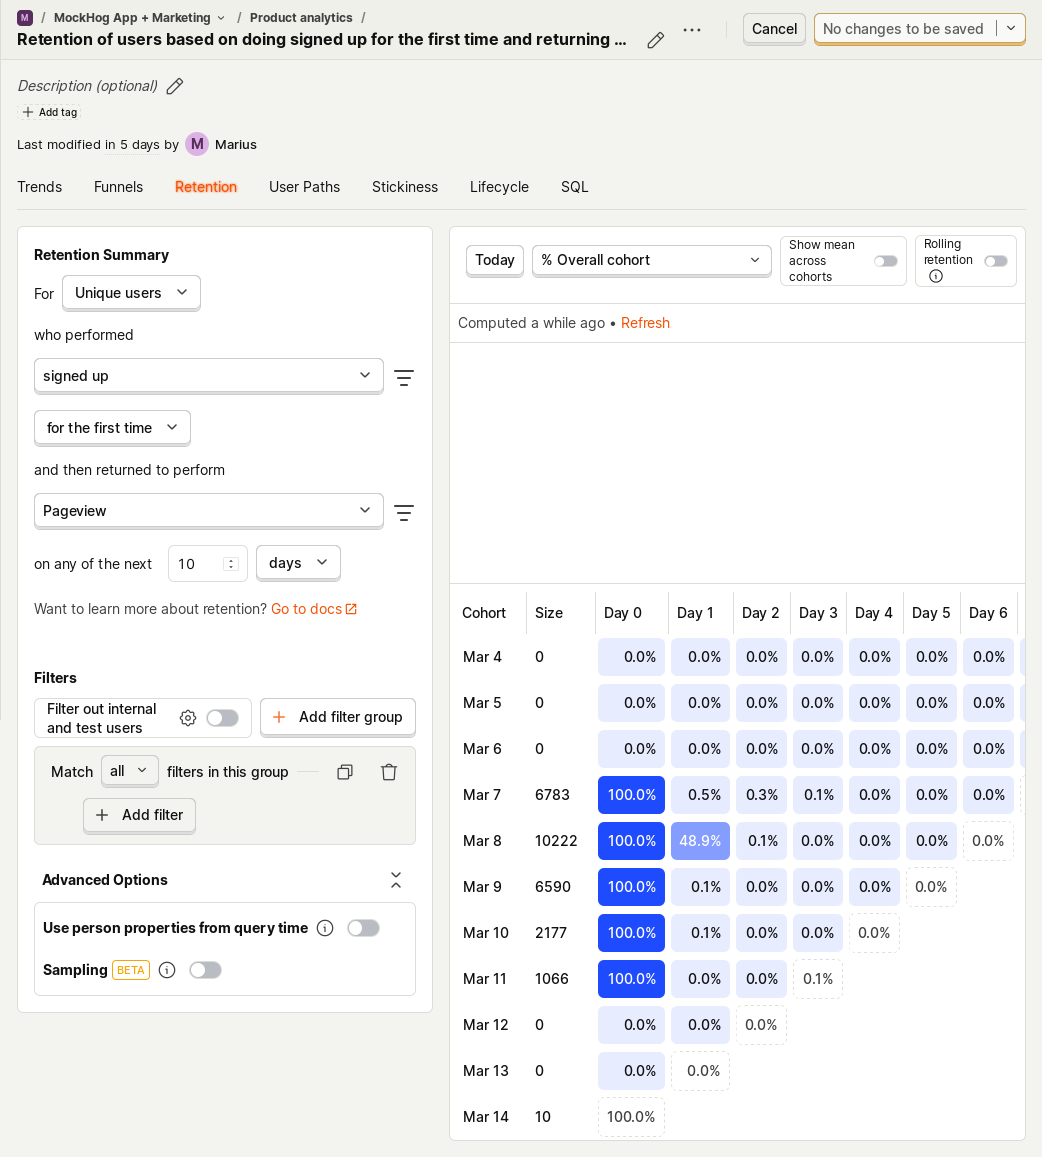 M / MockHog App + Marketing / Product analytics /
Retention of users based on doing signed up for the first time and returning ...
Cancel
No changes to be saved
Description (optional)
Add tag
Last modified in 5 days by M Marius
Trends Funnels Retention User Paths Stickiness Lifecycle SQL
Retention Summary
For Unique users
who performed
signed up
for the first time
and then returned to perform
Pageview
on any of the next 10 days
Want to learn more about retention? Go to docs
Filters
Filter out internal
and test users
Add filter group
Match all filters in this group
Add filter
Advanced Options
Use person properties from query time
Sampling BETA
Today
% Overall cohort
Show mean
across
cohorts
Rolling
retention
Computed a while ago • Refresh
Cohort Size Day 0 Day 1 Day 2 Day 3 Day 4 Day 5 Day 6
Mar 4 0 0.0% 0.0% 0.0% 0.0% 0.0% 0.0% 0.0%
Mar 5 0 0.0% 0.0% 0.0% 0.0% 0.0% 0.0% 0.0%
Mar 6 0 0.0% 0.0% 0.0% 0.0% 0.0% 0.0% 0.0%
Mar 7 6783 100.0% 0.5% 0.3% 0.1% 0.0% 0.0% 0.0%
Mar 8 10222 100.0% 48.9% 0.1% 0.0% 0.0% 0.0% 0.0%
Mar 9 6590 100.0% 0.1% 0.0% 0.0% 0.0% 0.0%
Mar 10 2177 100.0% 0.1% 0.0% 0.0% 0.0%
Mar 11 1066 100.0% 0.0% 0.0% 0.1%
Mar 12 0 0.0% 0.0% 0.0%
Mar 13 0 0.0% 0.0%
Mar 14 10 100.0%